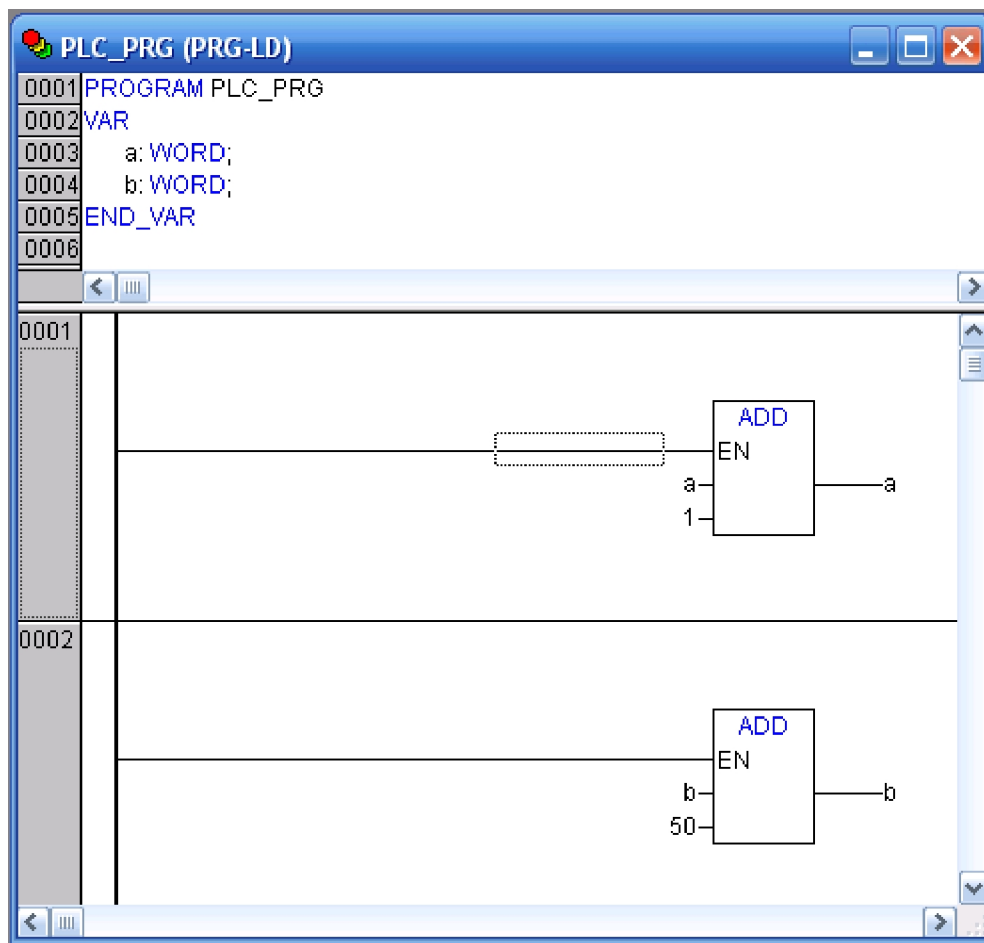 PLC_PRG (PRG-LD)
0001 PROGRAM PLC_PRG
0002 VAR
0003 a: WORD;
0004 b: WORD;
0005 END_VAR
0006
0001
ADD
EN
a a
1
0002
ADD
EN
b b
50